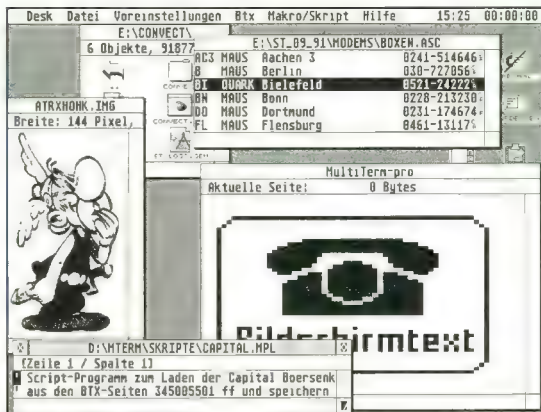 Desk Datei Voreinstellungen Btx Makro/Skript Hilfe 15:25 00:00:00
E:\CONVECT\
6 Objekte, 91877
E:\ST_09_91\MODEMS\BOXEN.ASC
AC3 MAUS Aachen 3 0241-514646
B MAUS Berlin 030-727056
BI QUARK Bielefeld 0521-24222
BN MAUS Bonn 0228-213230
DO MAUS Dortmund 0231-174674
FL MAUS Flensburg 0461-13117
ATRXHOHK.IMG
Breite: 144 Pixel,
MultiTerm-pro
Aktuelle Seite: 0 Bytes
Bildschirmtext
D:\MTERM\SKRIPTE\CAPITAL.MPL
[Zeile 1 / Spalte 1]
Script-Programm zum Laden der Capital Boersenk
' aus den BTX-Seiten 345005501 ff und speichern